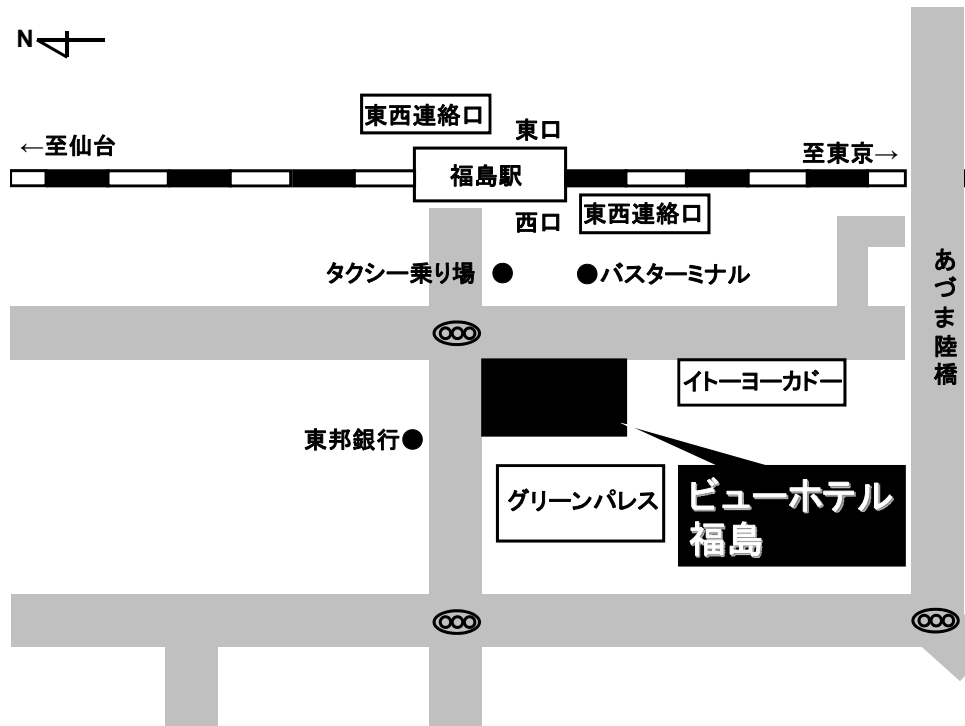 N
東西連絡口
東口
←至仙台
至東京→
福島駅
西口
東西連絡口
タクシー乗り場
バスターミナル
あづま陸橋
イトーヨーカドー
東邦銀行
グリーンパレス
ビューホテル
福島